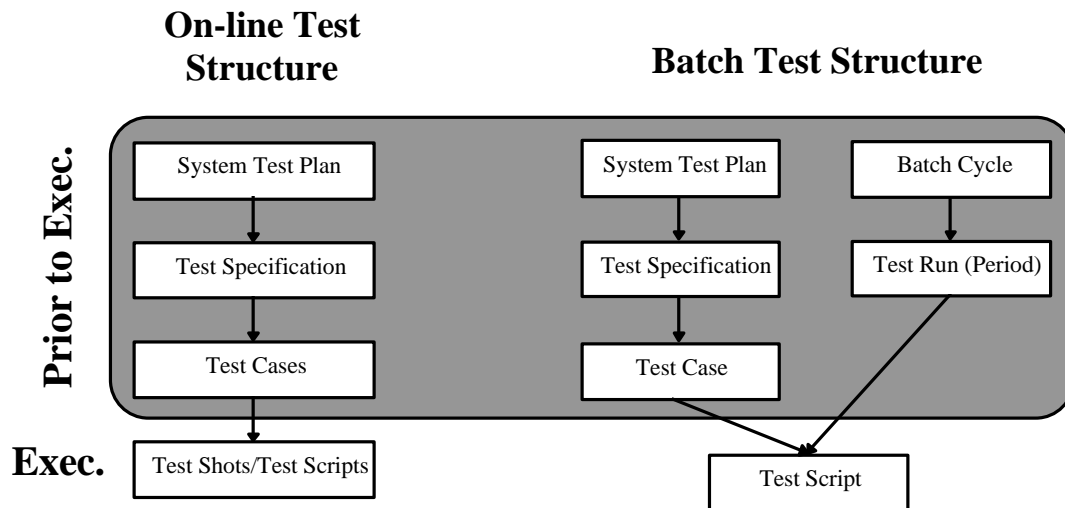 On-line Test
Structure
Batch Test Structure
Prior to Exec.
System Test Plan
System Test Plan
Batch Cycle
Test Specification
Test Specification
Test Run (Period)
Test Cases
Test Case
Exec.
Test Shots/Test Scripts
Test Script